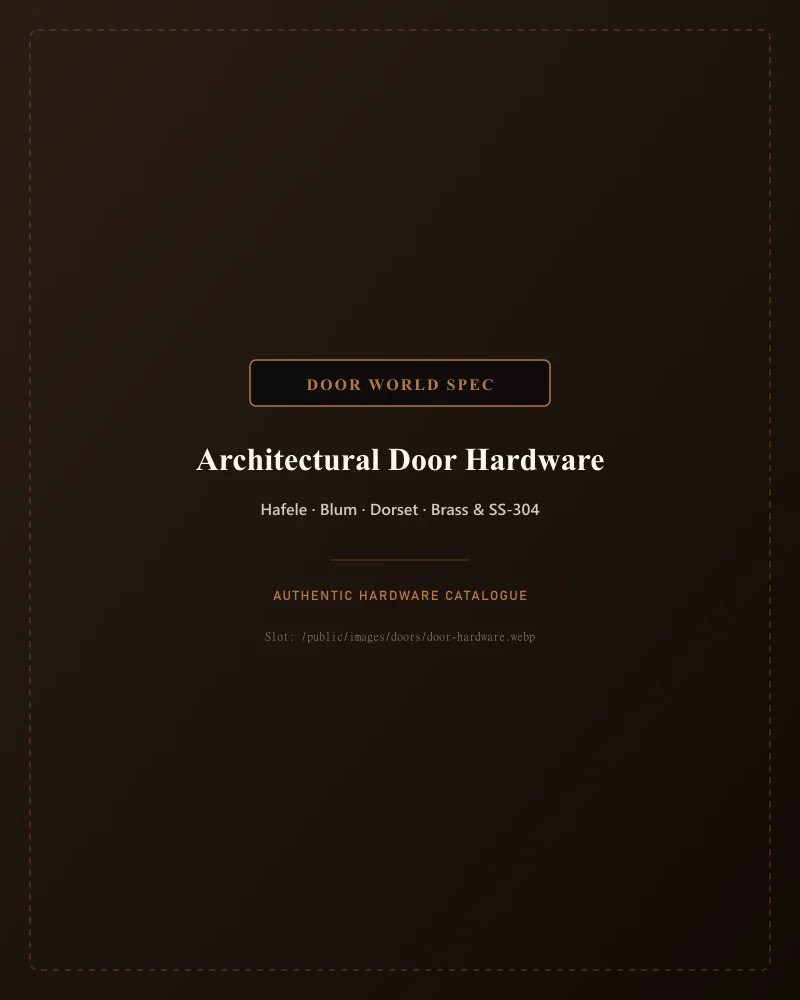 DOOR WORLD SPEC
Architectural Door Hardware
Hafele · Blum · Dorset · Brass & SS-304
AUTHENTIC HARDWARE CATALOGUE
Slot: /public/images/doors/door-hardware.webp